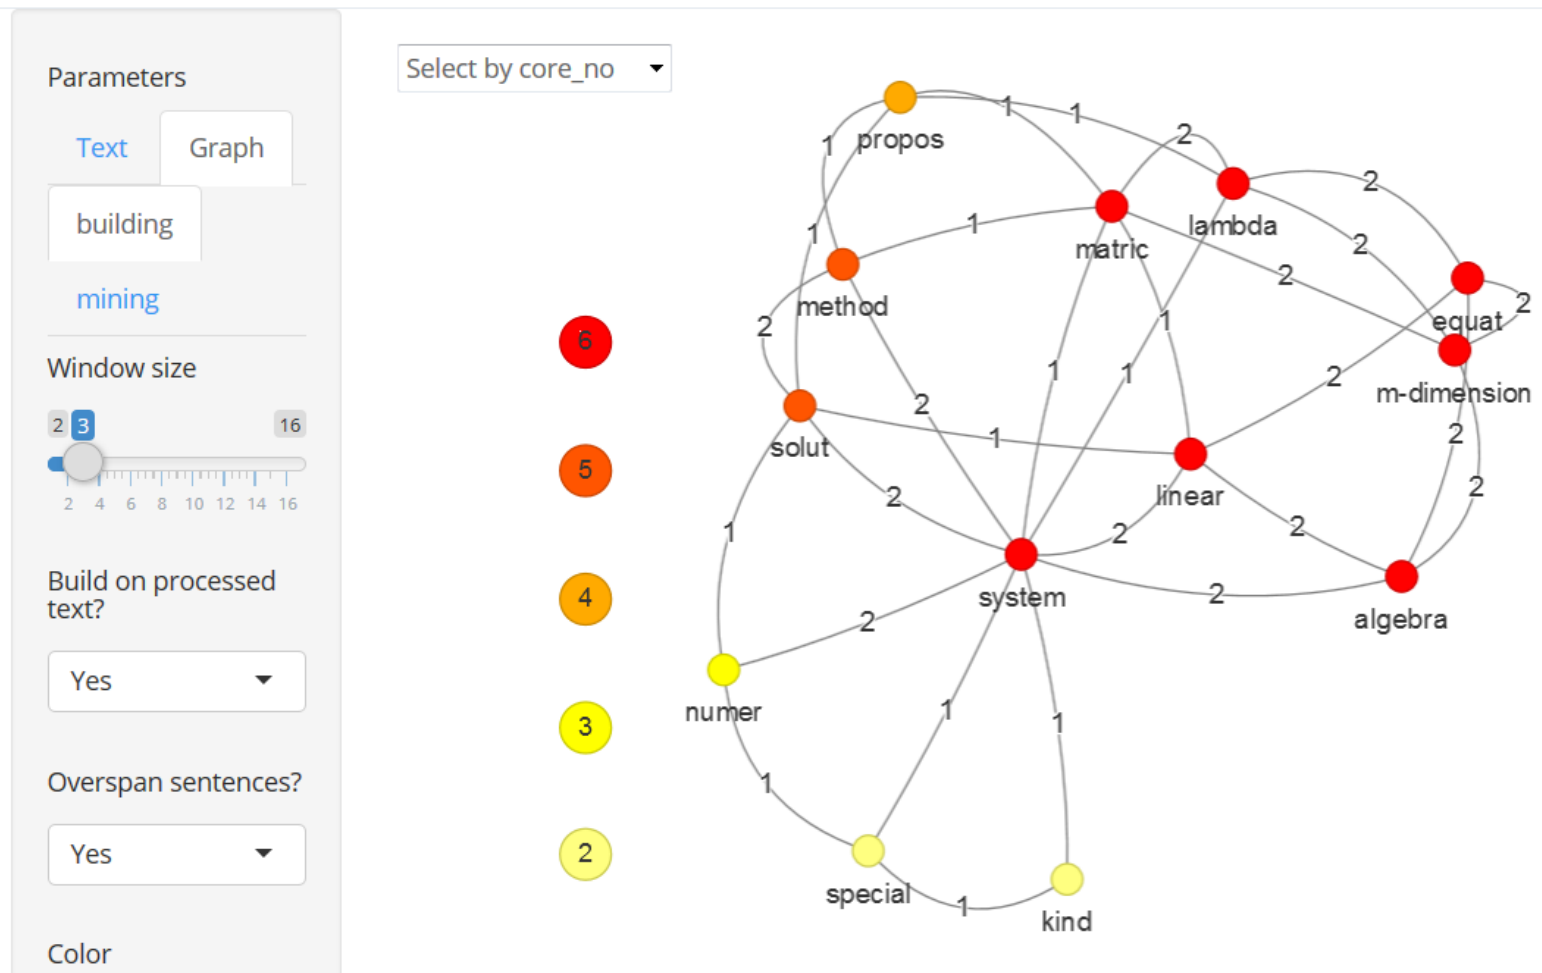 Parameters
Text
Graph
building
mining
Window size
2
3
16
2 4 6 8 10 12 14 16
Build on processed
text?
Yes
Overspan sentences?
Yes
Color
Select by core_no
6
5
4
3
2
propos
matric
lambda
method
equat
m-dimension
solut
linear
system
algebra
numer
special
kind
1
1
2
1
2
1
1
2
2
2
1
2
1
1
2
2
1
2
2
2
2
1
2
2
2
1
1
1
1